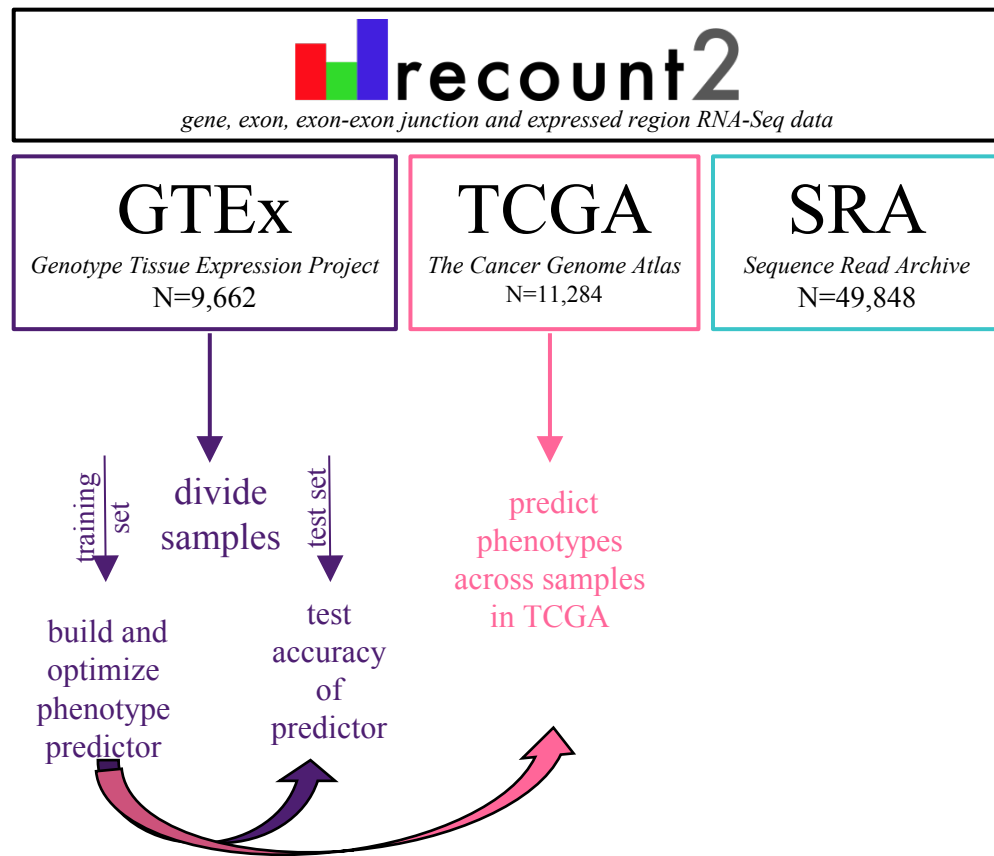 recount2
gene, exon, exon-exon junction and expressed region RNA-Seq data
GTEx
Genotype Tissue Expression Project
N=9,662
TCGA
The Cancer Genome Atlas
N=11,284
SRA
Sequence Read Archive
N=49,848
training
set
divide
samples
test set
build and
optimize
phenotype
predictor
test
accuracy
of
predictor
predict
phenotypes
across samples
in TCGA